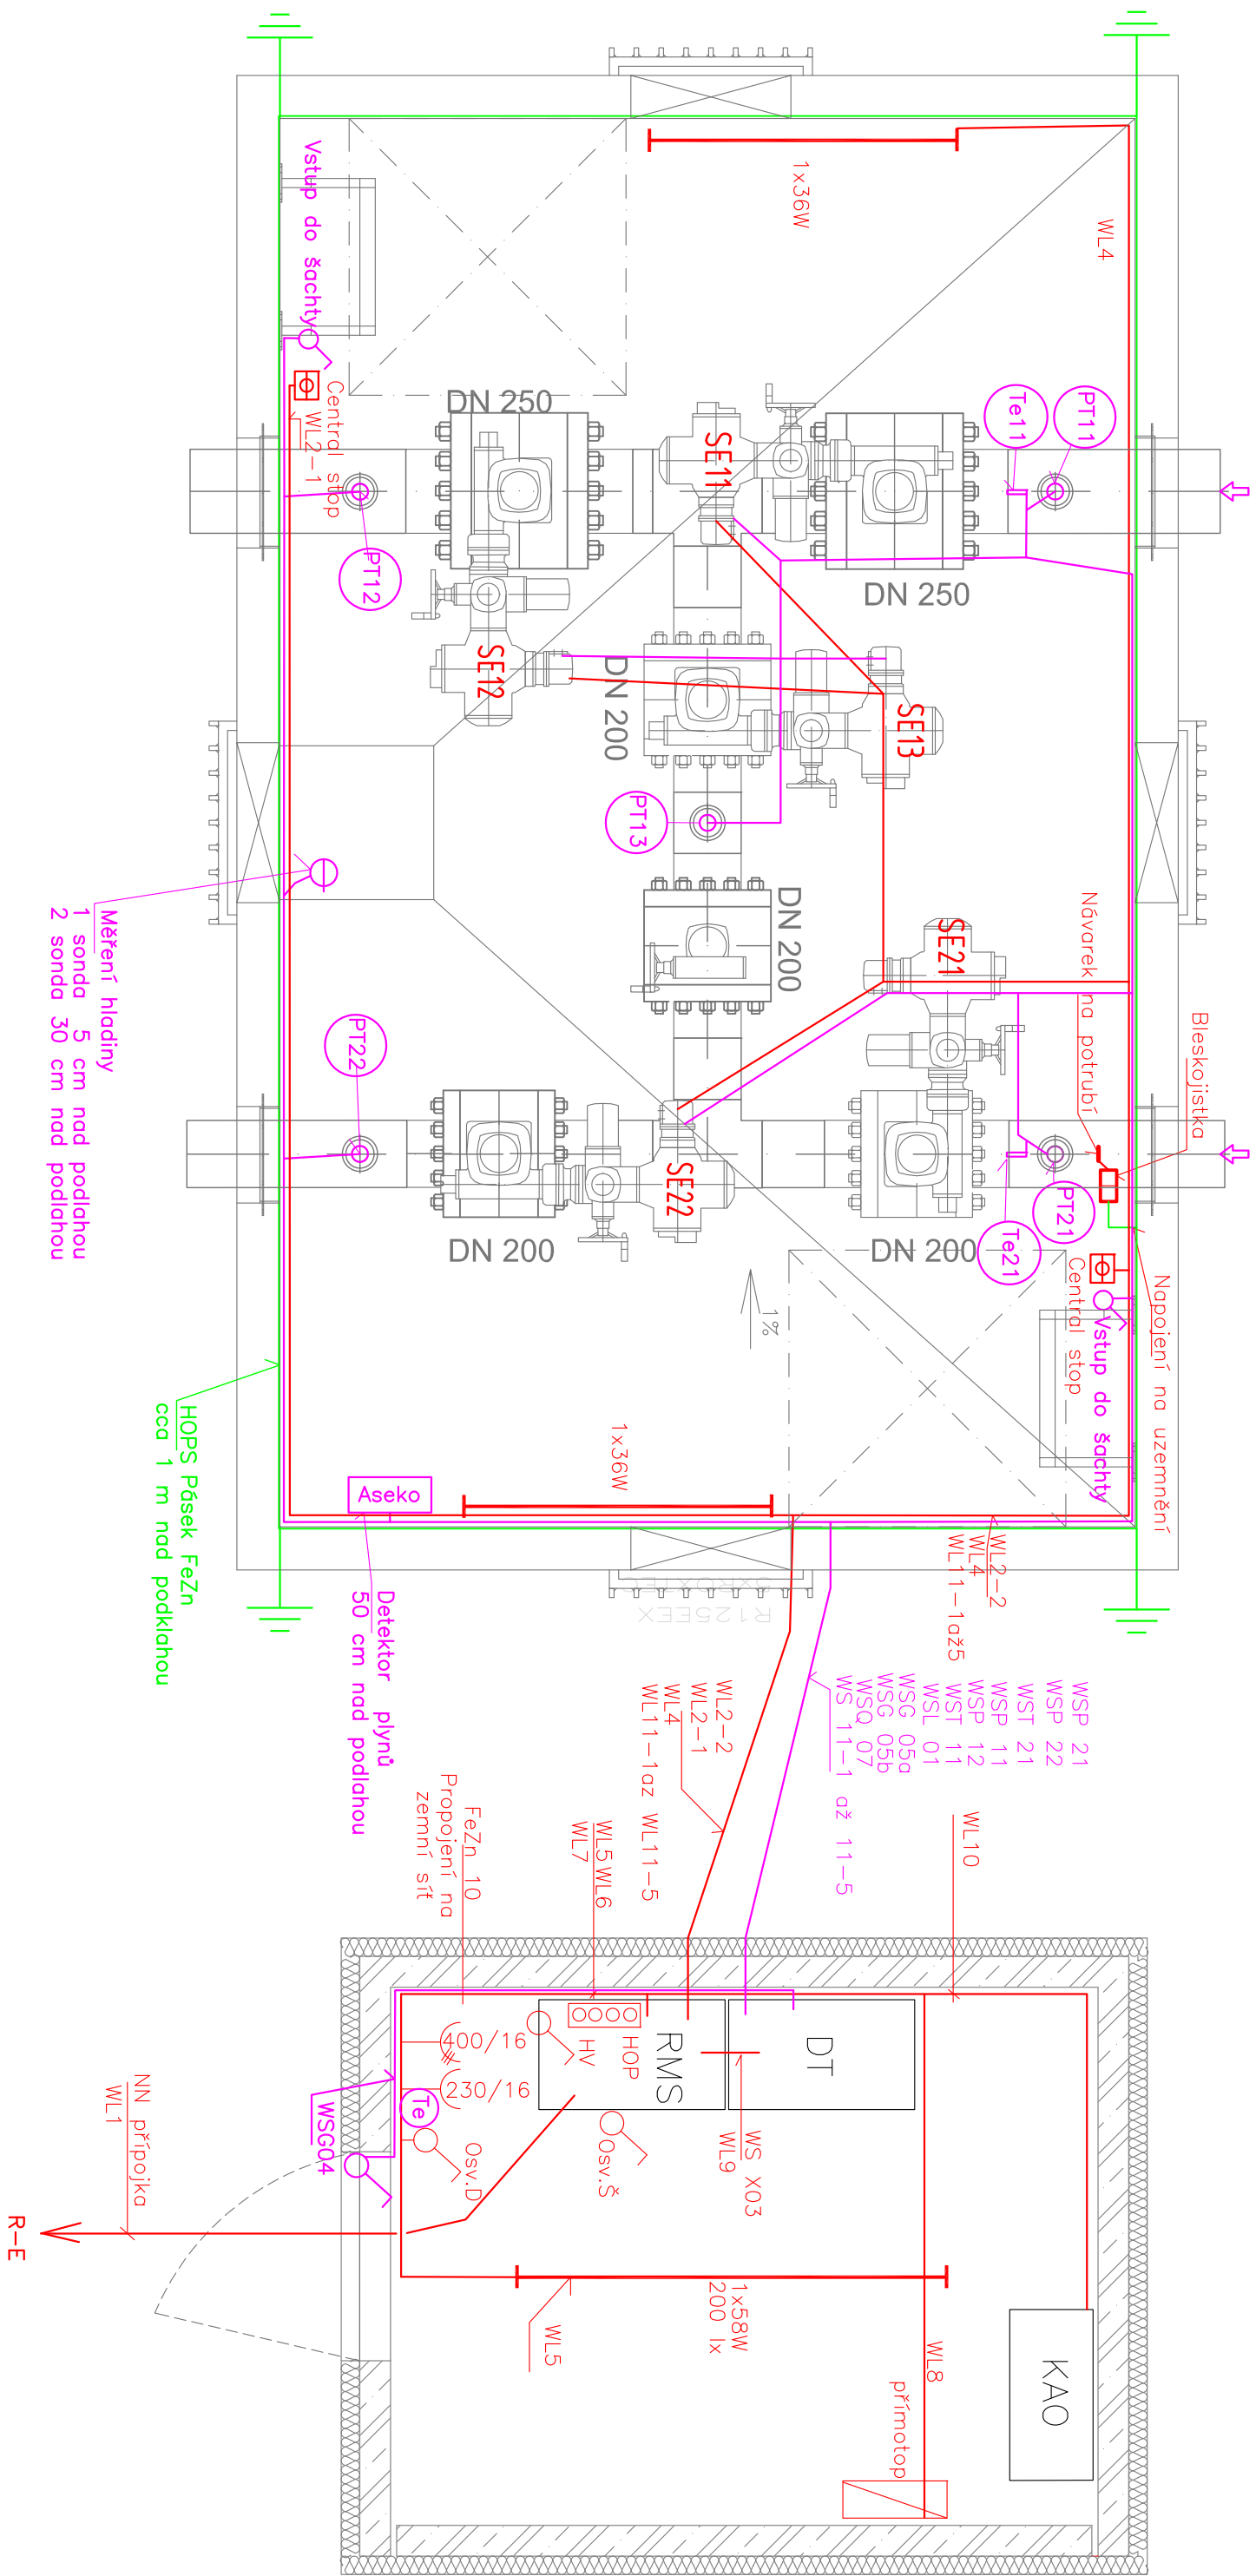 Vstup do šachty
1x36W
WL4
Central stop
WL2-1
DN 250
SE11
Te11
PT11
DN 250
PT12
SE12
DN 200
SE13
PT13
DN 200
SE21
Návarek na potrubí
Bleskojistka
Měření hladiny
1 sonda 5 cm nad podlahou
2 sonda 30 cm nad podlahou
PT22
SE22
DN 200
DN 200
PT21
Te21
Central stop
Vstup do šachty
Napojení na uzemnění
1%
HOPS Pásek FeZn
cca 1 m nad podklahou
1x36W
Aseko
Detektor plynů
50 cm nad podlahou
WL2-2
WL4
WL11-1až5
R125EEX
WSP 21
WSP 22
WST 21
WSP 11
WSP 12
WST 11
WSL 01
WSG 05a
WSG 05b
WSQ 07
WS 11-1 až 11-5
WL2-2
WL2-1
WL4
WL11-1az WL11-5
WL10
WL5 WL6
WL7
FeZn 10
Propojení na
zemní síť
400/16
230/16
HV
HOP
RMS
DT
Te
Osv.D
Osv.Š
WS X03
WL9
WSG04
NN přípojka
WL1
R-E
WL5
1x58W
200 lx
WL8
KAO
přímotop